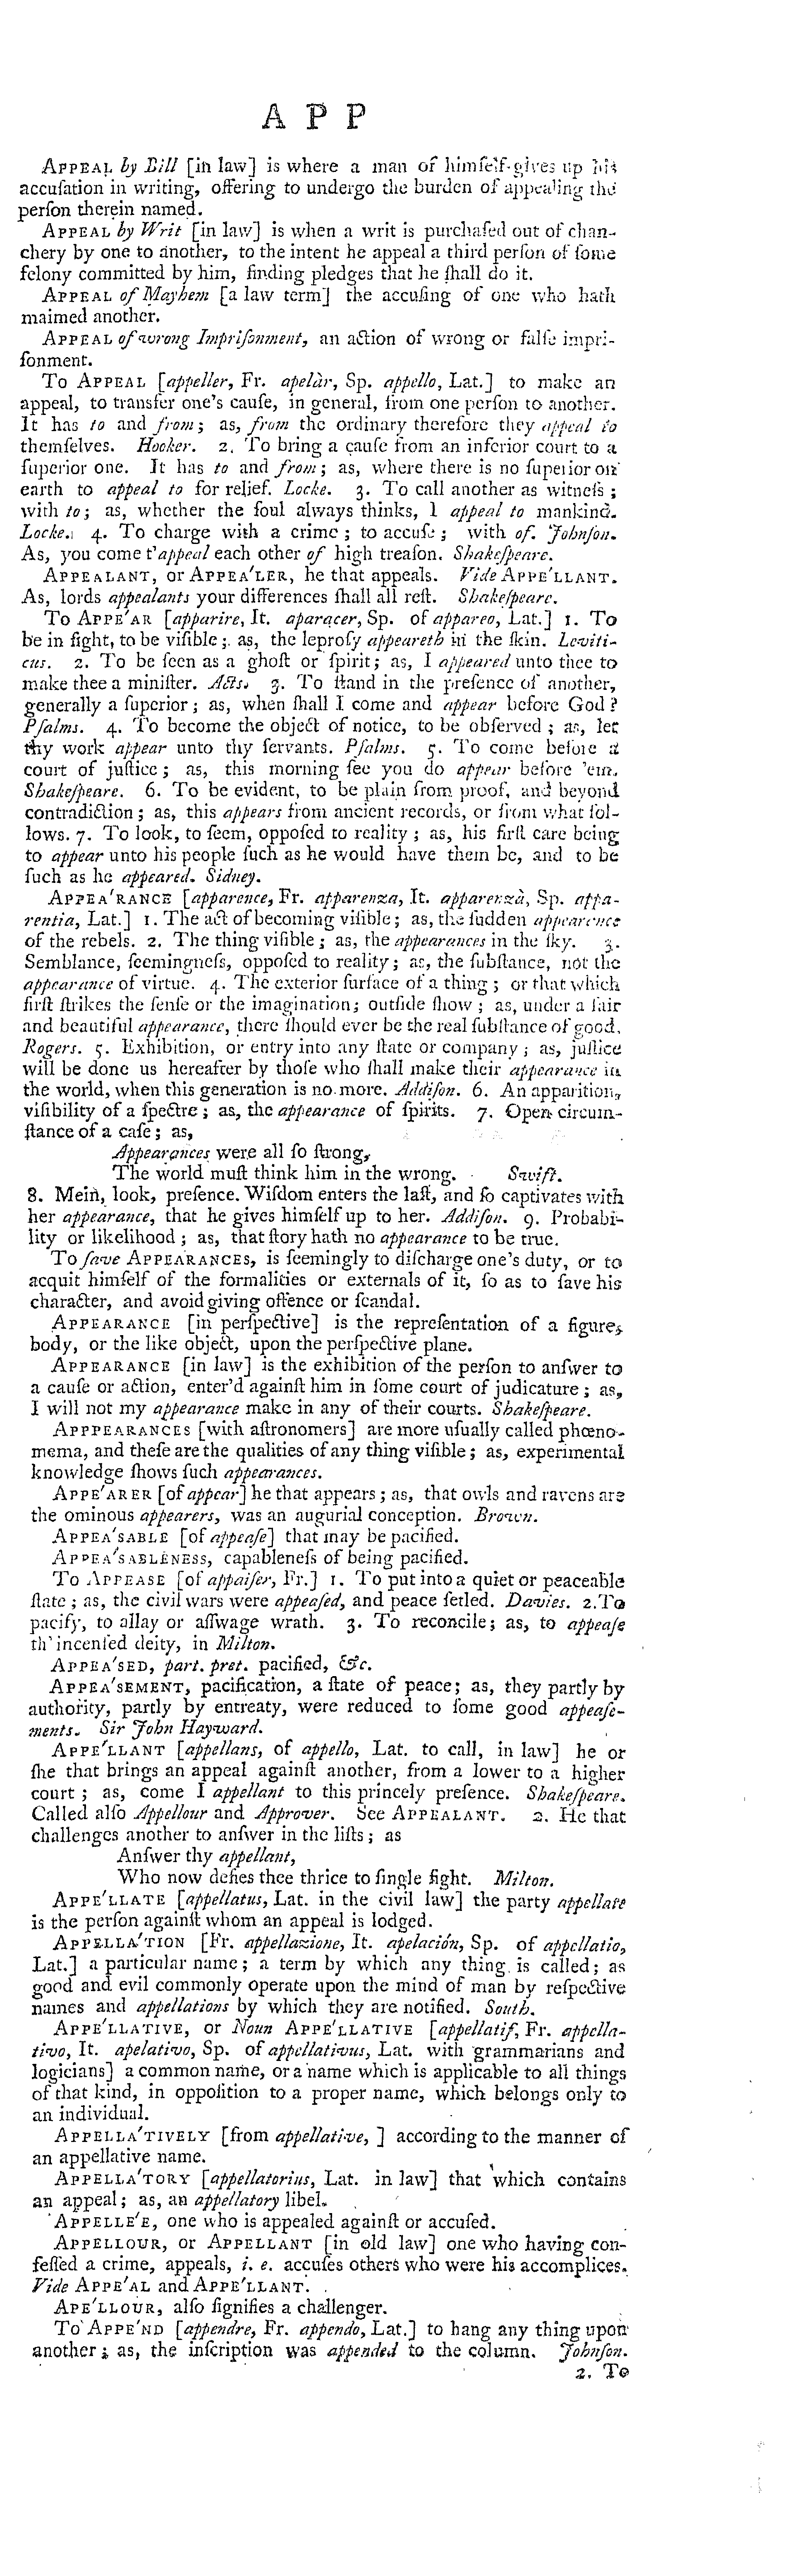 A P P
APPEAL by Bill [in law] is where a man of himſelf gives up his
accuſation in writing, offering to undergo the burden of appealing the
perſon therein named.
APPEAL by Writ [in law] is when a writ is purchaſed out of chan-
chery by one to another, to the intent he appeal a third perſon of ſome
felony committed by him, finding pledges that he ſhall do it.
APPEAL of Mayhem [a law term] the accuſing of one who hath
maimed another.
APPEAL of wrong Impriſonment, an action of wrong or falſe impri-
ſonment.
To APPEAL [appeller, Fr. apelàr, Sp. appello, Lat.] to make an
appeal, to transfer one's cauſe, in general, from one perſon to another.
It has to and from; as, from the ordinary therefore they appeal to
themſelves. Hooker. 2. To bring a cauſe from an inferior court to a
ſuperior one. It has to and from; as, where there is no ſuperior on
earth to appeal to for relief. Locke. 3. To call another as witneſs;
with to; as, whether the ſoul always thinks, I appeal to mankind.
Locke. 4. To charge with a crime; to accuſe; with of. Johnſon.
As, you come t'appeal each other of high treaſon. Shakeſpeare.
APPEALANT, or APPEA'LER, he that appeals. Vide APPE'LLANT.
As, lords appealants your differences ſhall all reſt. Shakeſpeare.
To APPE'AR [apparire, It. aparacer, Sp. of appareo, Lat.] 1. To
be in ſight, to be viſible; as, the leproſy appeareth in the ſkin. Leviti-
cus. 2. To be ſeen as a ghoſt or ſpirit; as, I appeared unto thee to
make thee a miniſter. Acts. 3. To ſtand in the preſence of another,
generally a ſuperior; as, when ſhall I come and appear before God?
Pſalms. 4. To become the object of notice, to be obſerved; as, let
thy work appear unto thy ſervants. Pſalms. 5. To come before a
court of juſtice; as, this morning ſee you do appear before 'em.
Shakeſpeare. 6. To be evident, to be plain from proof, and beyond
contradiction; as, this appears from ancient records, or from what fol-
lows. 7. To look, to ſeem, oppoſed to reality; as, his firſt care being
to appear unto his people ſuch as he would have them be, and to be
ſuch as he appeared. Sidney.
APPEA'RANCE [apparence, Fr. apparenza, It. apparenzà, Sp. appa-
rentia, Lat.] 1. The act of becoming viſible; as, the ſudden appearence
of the rebels. 2. The thing viſible; as, the appearances in the ſky. 3.
Semblance, ſeemingneſs, oppoſed to reality; as, the ſubſtance, not the
appearance of virtue. 4. The exterior ſurface of a thing; or that which
firſt ſtrikes the ſenſe or the imagination; outſide ſhow; as, under a fair
and beautiful appearance, there ſhould ever be the real ſubſtance of good.
Rogers. 5. Exhibition, or entry into any ſtate or company; as, juſtice
will be done us hereafter by thoſe who ſhall make their appearance in
the world, when this generation is no more. Addiſon. 6. An apparition,
viſibility of a ſpectre; as, the appearance of ſpirits. 7. Open circum-
ſtance of a caſe; as,
Appearances were all ſo ſtrong,
The world muſt think him in the wrong. Swift.
8. Mein, look, preſence. Wiſdom enters the laſt, and ſo captivates with
her appearance, that he gives himſelf up to her. Addiſon. 9. Probabi-
lity or likelihood; as, that ſtory hath no appearance to be true.
To ſave APPEARANCES, is ſeemingly to diſcharge one's duty, or to
acquit himſelf of the formalities or externals of it, ſo as to ſave his
character, and avoid giving offence or ſcandal.
APPEARANCE [in perſpective] is the repreſentation of a figure,
body, or the like object, upon the perſpective plane.
APPEARANCE [in law] is the exhibition of the perſon to anſwer to
a cauſe or action, enter'd againſt him in ſome court of judicature; as,
I will not my appearance make in any of their courts. Shakeſpeare.
APPPEARANCES [with aſtronomers] are more uſually called phœno-
mema, and theſe are the qualities of any thing viſible; as, experimental
knowledge ſhows ſuch appearances.
APPE'ARER [of appear] he that appears; as, that owls and ravens are
the ominous appearers, was an augurial conception. Brown.
APPEA'SABLE [of appeaſe] that may be pacified.
APPEA'SABLENESS, capableneſs of being pacified.
To APPEASE [of appaiſer, Fr.] 1. To put into a quiet or peaceable
ſtate; as, the civil wars were appeaſed, and peace ſetled. Davies. 2. To
pacify, to allay or aſſwage wrath. 3. To reconcile; as, to appeaſe
th' incenſed deity, in Milton.
APPEA'SED, part. pret. pacified, &c.
APPEA'SEMENT, pacification, a ſtate of peace; as, they partly by
authority, partly by entreaty, were reduced to ſome good appeaſe-
ments. Sir John Hayward.
APPE'LLANT [appellans, of appello, Lat. to call, in law] he or
ſhe that brings an appeal againſt another, from a lower to a higher
court; as, come I appellant to this princely preſence. Shakeſpeare.
Called alſo Appellour and Approver. See APPEALANT. 2. He that
challenges another to anſwer in the liſts; as
Anſwer thy appellant,
Who now defies thee thrice to ſingle fight. Milton.
APPE'LLATE [appellatus, Lat. in the civil law] the party appellate
is the perſon againſt whom an appeal is lodged.
APPELLA'TION [Fr. appellazione, It. apelación, Sp. of appellatio,
Lat.] a particular name; a term by which any thing is called; as
good and evil commonly operate upon the mind of man by reſpective
names and appellations by which they are notified. South.
APPE'LLATIVE, or Noun APPE'LLATIVE [appellatif, Fr. appella-
tivo, It. apelativo, Sp. of appellativus, Lat. with grammarians and
logicians] a common name, or a name which is applicable to all things
of that kind, in oppoſition to a proper name, which belongs only to
an individual.
APPELLA'TIVELY [from appellative, ] according to the manner of
an appellative name.
APPELLA'TORY [appellatorius, Lat. in law] that which contains
an appeal; as, an appellatory libel.
APPELLE'E, one who is appealed againſt or accuſed.
APPELLOUR, or APPELLANT [in old law] one who having con-
feſſed a crime, appeals, i. e. accuſes others who were his accomplices.
Vide APPE'AL and APPE'LLANT.
APE'LLOUR, alſo ſignifies a challenger.
To APPE'ND [appendre, Fr. appendo, Lat.] to hang any thing upon
another; as, the inſcription was appended to the column. Johnſon.
2. To